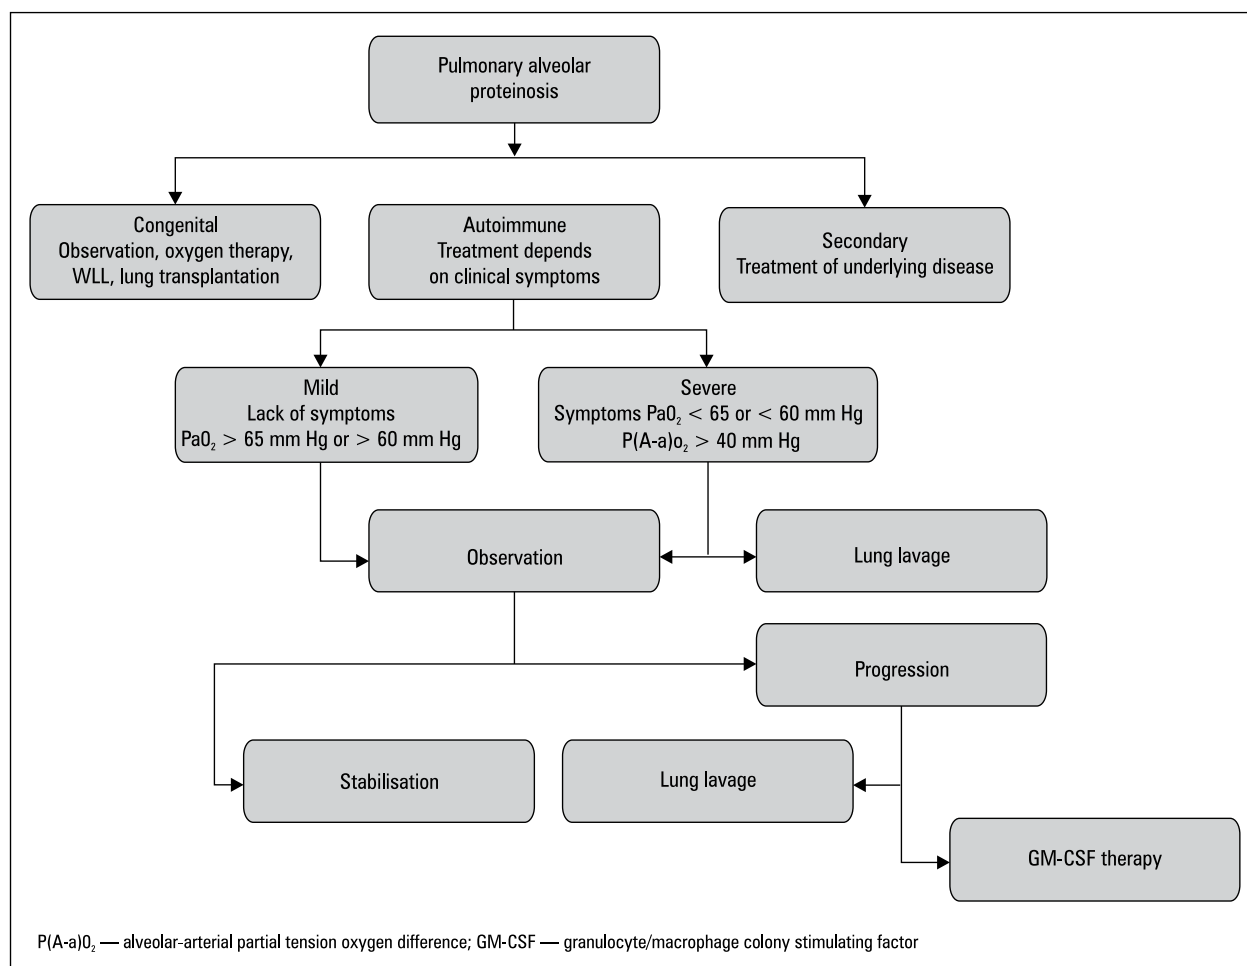 Pulmonary alveolar
proteinosis
Congenital
Observation, oxygen therapy,
WLL, lung transplantation
Autoimmune
Treatment depends
on clinical symptoms
Secondary
Treatment of underlying disease
Mild
Lack of symptoms
PaO₂ > 65 mm Hg or > 60 mm Hg
Severe
Symptoms PaO₂ < 65 or < 60 mm Hg
P(A-a)o₂ > 40 mm Hg
Observation
Lung lavage
Progression
Stabilisation
Lung lavage
GM-CSF therapy
P(A-a)O₂ — alveolar-arterial partial tension oxygen difference; GM-CSF — granulocyte/macrophage colony stimulating factor